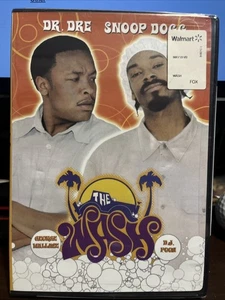 DR. DRE SNOOP DOGG
Walmart
FOX
THE
WASH
GEORGE WALLACE
D.J. POOH